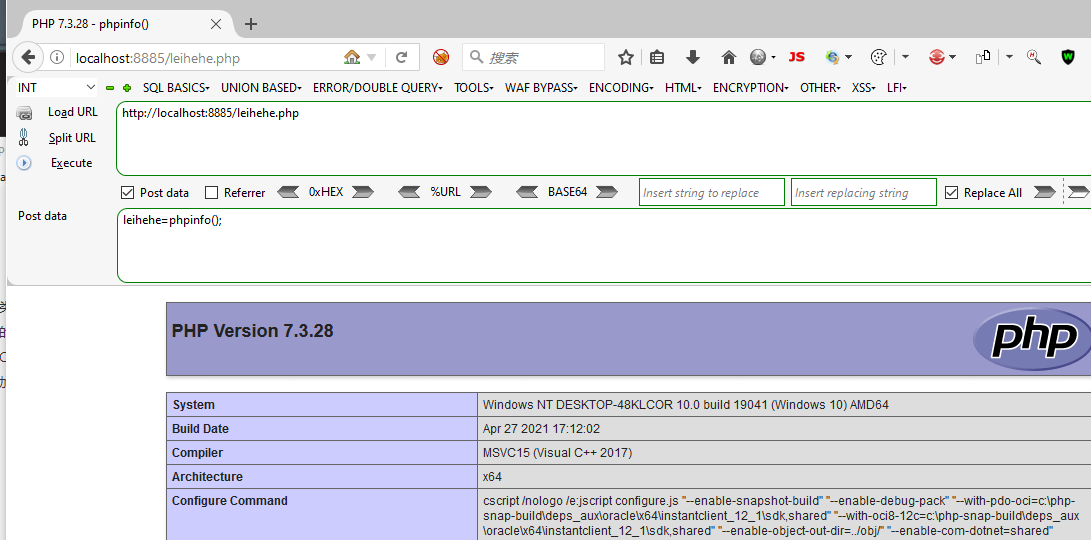 PHP 7.3.28 - phpinfo()
localhost:8885/leihehe.php
搜索
JS
INT
SQL BASICS
UNION BASED
ERROR/DOUBLE QUERY
TOOLS
WAF BYPASS
ENCODING
HTML
ENCRYPTION
OTHER
XSS
LFI
Load URL
http://localhost:8885/leihehe.php
Split URL
Execute
Post data
Referrer
0xHEX
%URL
BASE64
Insert string to replace
Insert replacing string
Replace All
Post data
leihehe=phpinfo();
PHP Version 7.3.28
php
System
Windows NT DESKTOP-48KLCOR 10.0 build 19041 (Windows 10) AMD64
Build Date
Apr 27 2021 17:12:02
Compiler
MSVC15 (Visual C++ 2017)
Architecture
x64
Configure Command
cscript /nologo /e:jscript configure.js "--enable-snapshot-build" "--enable-debug-pack" "--with-pdo-oci=c:\php-
snap-build\deps_aux\oracle\x64\instantclient_12_1\sdk,shared" "--with-oci8-12c=c:\php-snap-build\deps_aux
\oracle\x64\instantclient_12_1\sdk,shared" "--enable-object-out-dir=../obj/" "--enable-com-dotnet=shared"